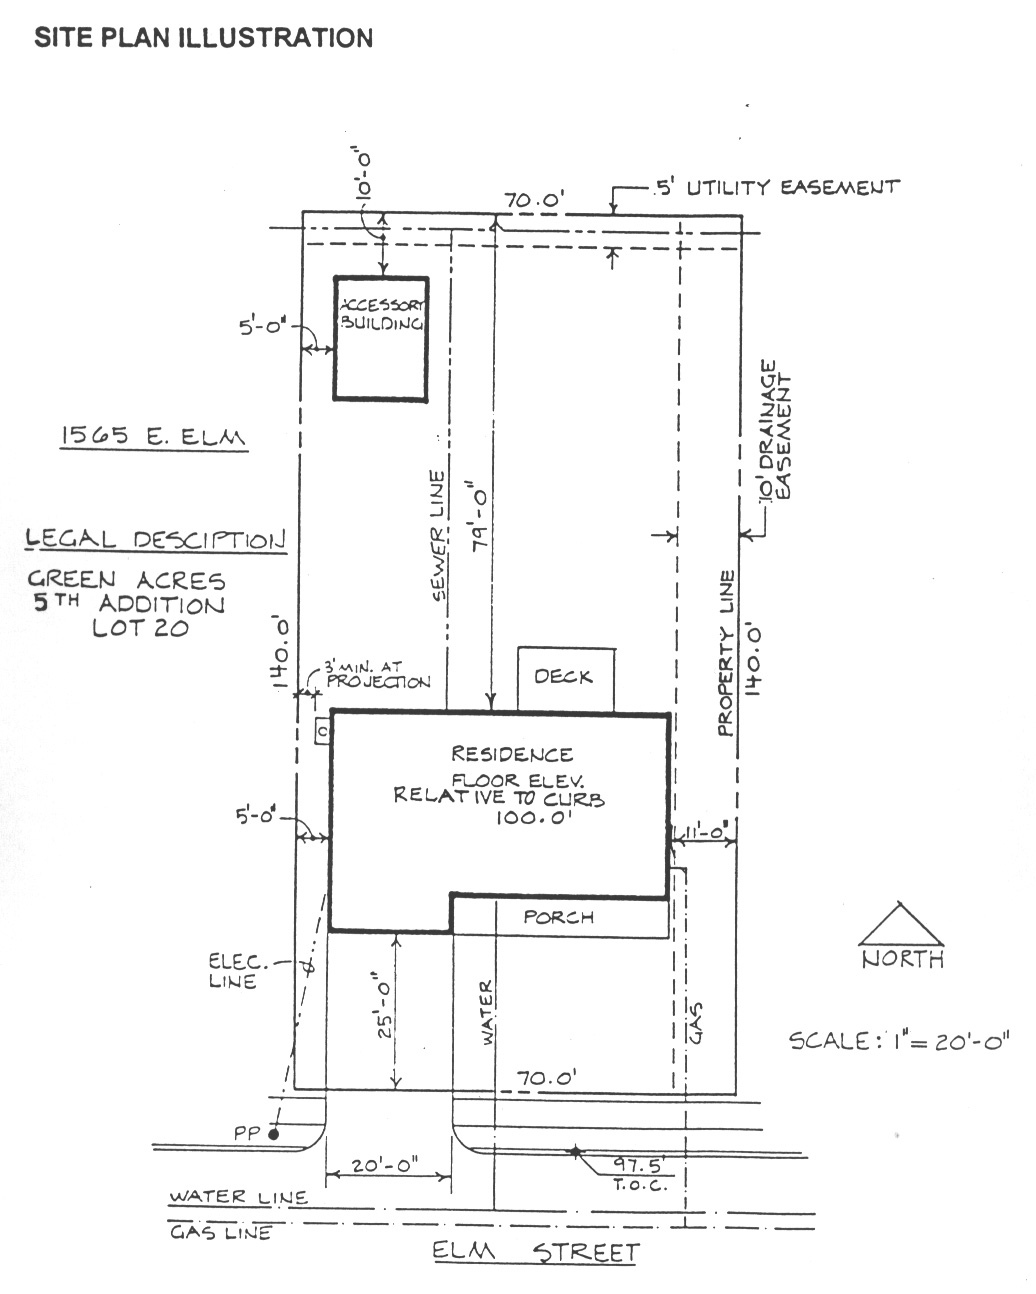 SITE PLAN ILLUSTRATION
10'-0"
70.0'
5' UTILITY EASEMENT
ACCESSORY
BUILDING
5'-0"
10' DRAINAGE
EASEMENT
1565 E. ELM
SEWER LINE
79'-0"
LEGAL DESCIPTION
GREEN ACRES
5TH ADDITION
LOT 20
140.0'
PROPERTY LINE
140.0'
3' MIN. AT
PROJECTION
DECK
C
RESIDENCE
FLOOR ELEV.
RELATIVE TO CURB
100.0'
5'-0"
11'-0"
PORCH
NORTH
ELEC.
LINE
25'-0"
WATER
GAS
SCALE: 1"= 20'-0"
70.0'
PP
20'-0"
97.5'
T.O.C.
WATER LINE
GAS LINE
ELM STREET